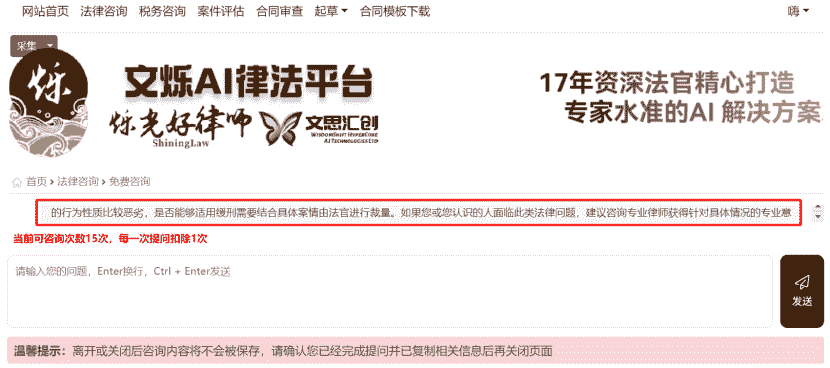 网站首页 法律咨询 税务咨询 案件评估 合同审查 起草 合同模板下载 嗨
采集
烁 文烁AI律法平台
烁光好律师 文思汇创
ShiningLaw WISDOMSHIFT HYPERCORE
AI TECHNOLOGIES LTD
17年资深法官精心打造
专家水准的AI 解决方案
首页 > 法律咨询 > 免费咨询
的行为性质比较恶劣，是否能够适用缓刑需要结合具体案情由法官进行裁量。如果您或您认识的人面临此类法律问题，建议咨询专业律师获得针对具体情况的专业意
当前可咨询次数15次，每一次提问扣除1次
请输入您的问题，Enter换行，Ctrl + Enter发送
发送
温馨提示：离开或关闭后咨询内容将不会被保存，请确认您已经完成提问并已复制相关信息后再关闭页面